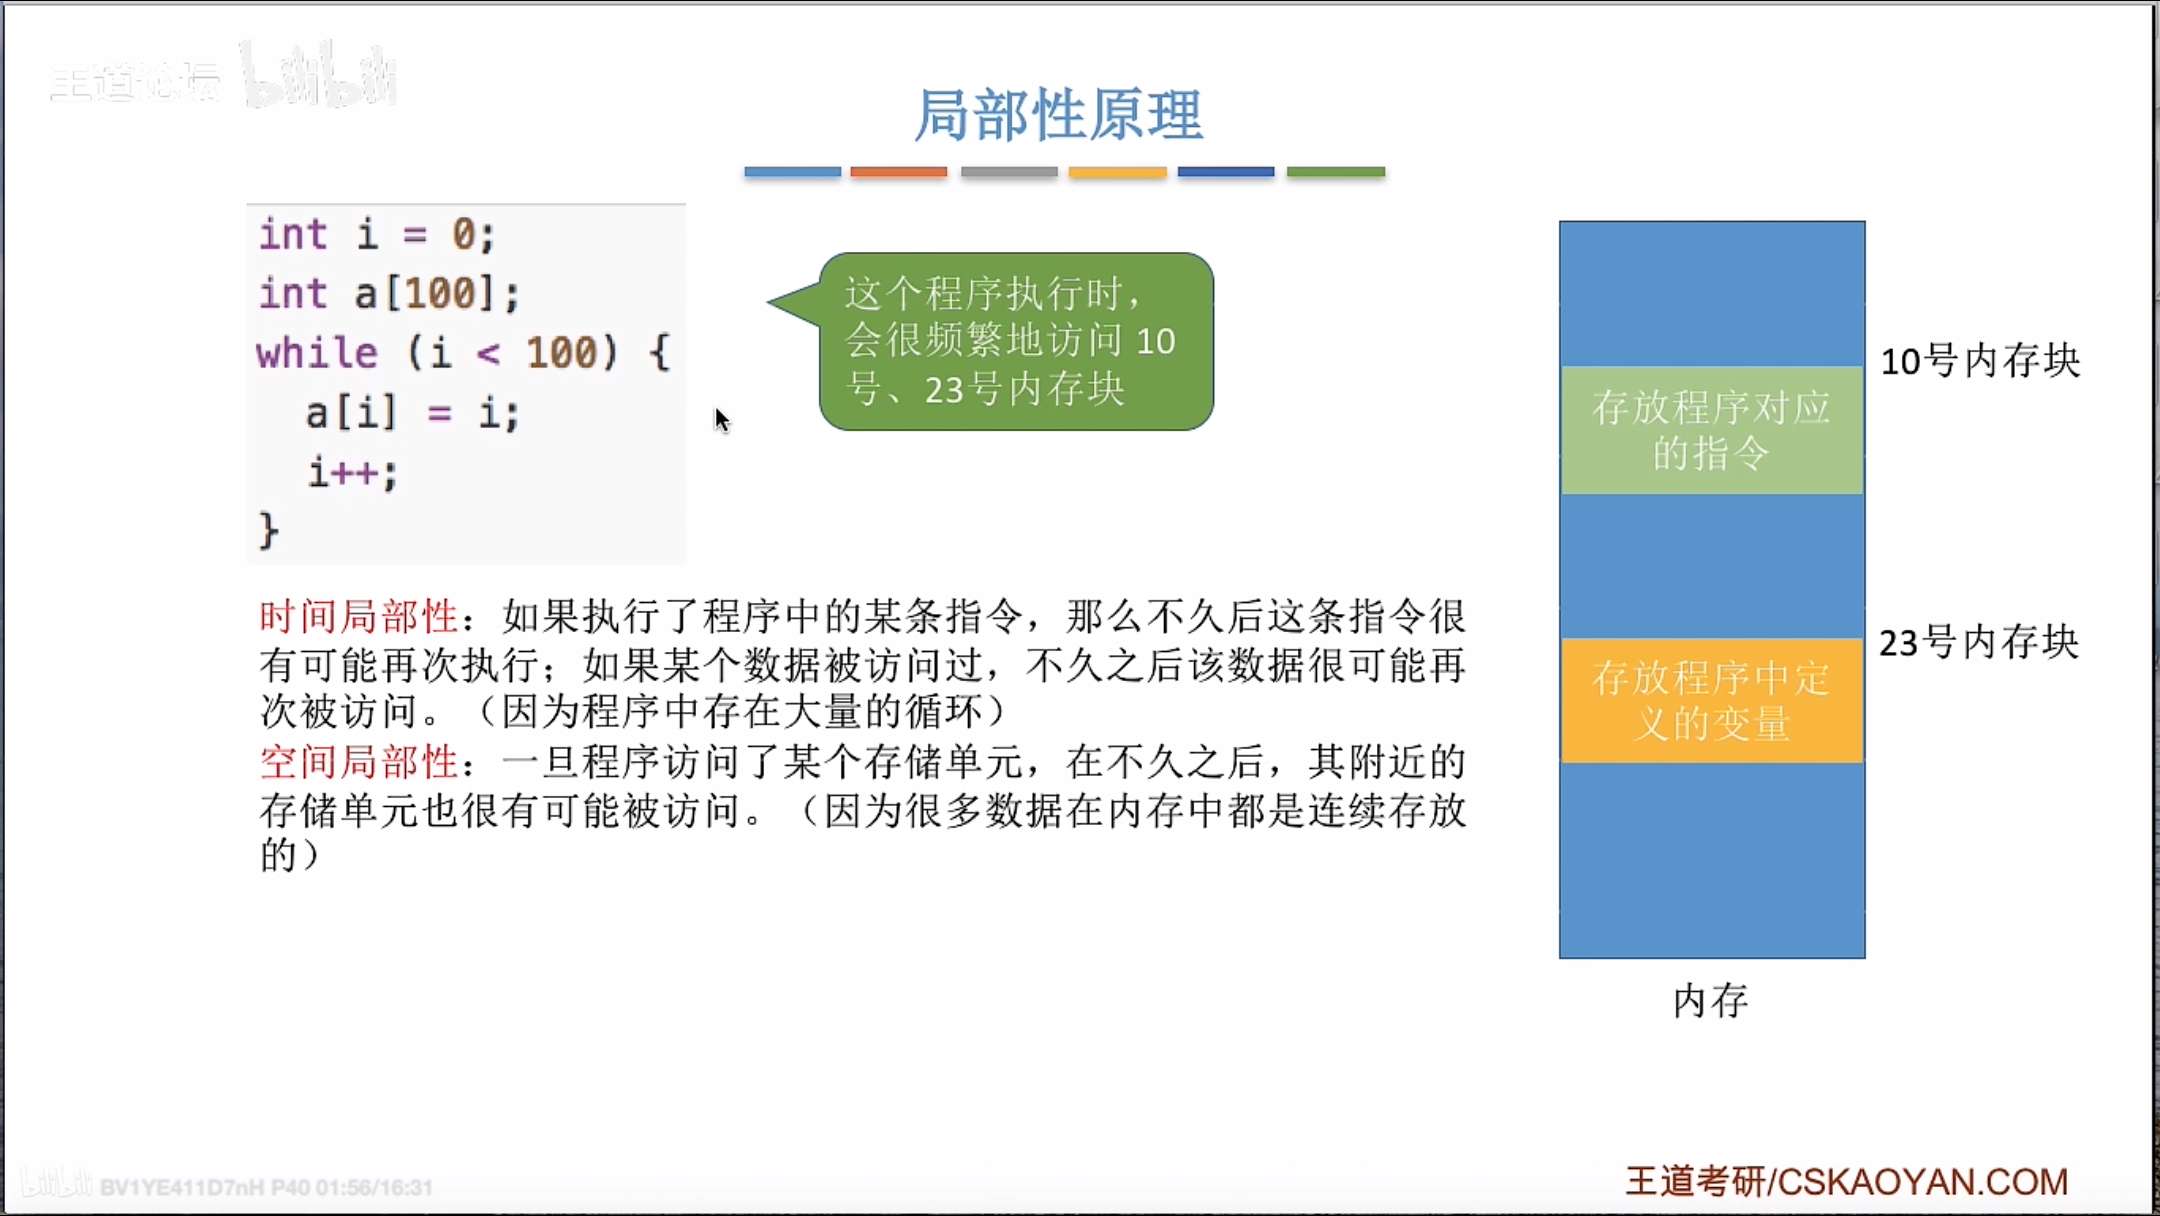 王道论坛 bilibili
局部性原理
int i = 0;
int a[100];
while (i < 100) {
a[i] = i;
i++;
}
这个程序执行时，
会很频繁地访问 10
号、23号内存块
时间局部性：如果执行了程序中的某条指令，那么不久后这条指令很
有可能再次执行；如果某个数据被访问过，不久之后该数据很可能再
次被访问。（因为程序中存在大量的循环）
空间局部性：一旦程序访问了某个存储单元，在不久之后，其附近的
存储单元也很有可能被访问。（因为很多数据在内存中都是连续存放
的）
10号内存块
存放程序对应
的指令
23号内存块
存放程序中定
义的变量
内存
bilibili BV1YE411D7nH P40 01:56/16:31
王道考研/CSKAOYAN.COM